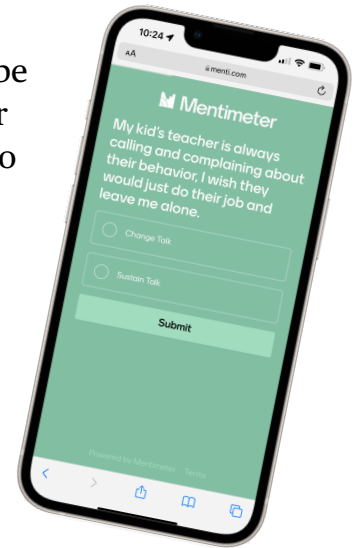 be
r
o
10:24
AA
menti.com
Mentimeter
My kid's teacher is always
calling and complaining about
their behavior, I wish they
would just do their job and
leave me alone.
Change Talk
Sustain Talk
Submit
Powered by Mentimeter Terms